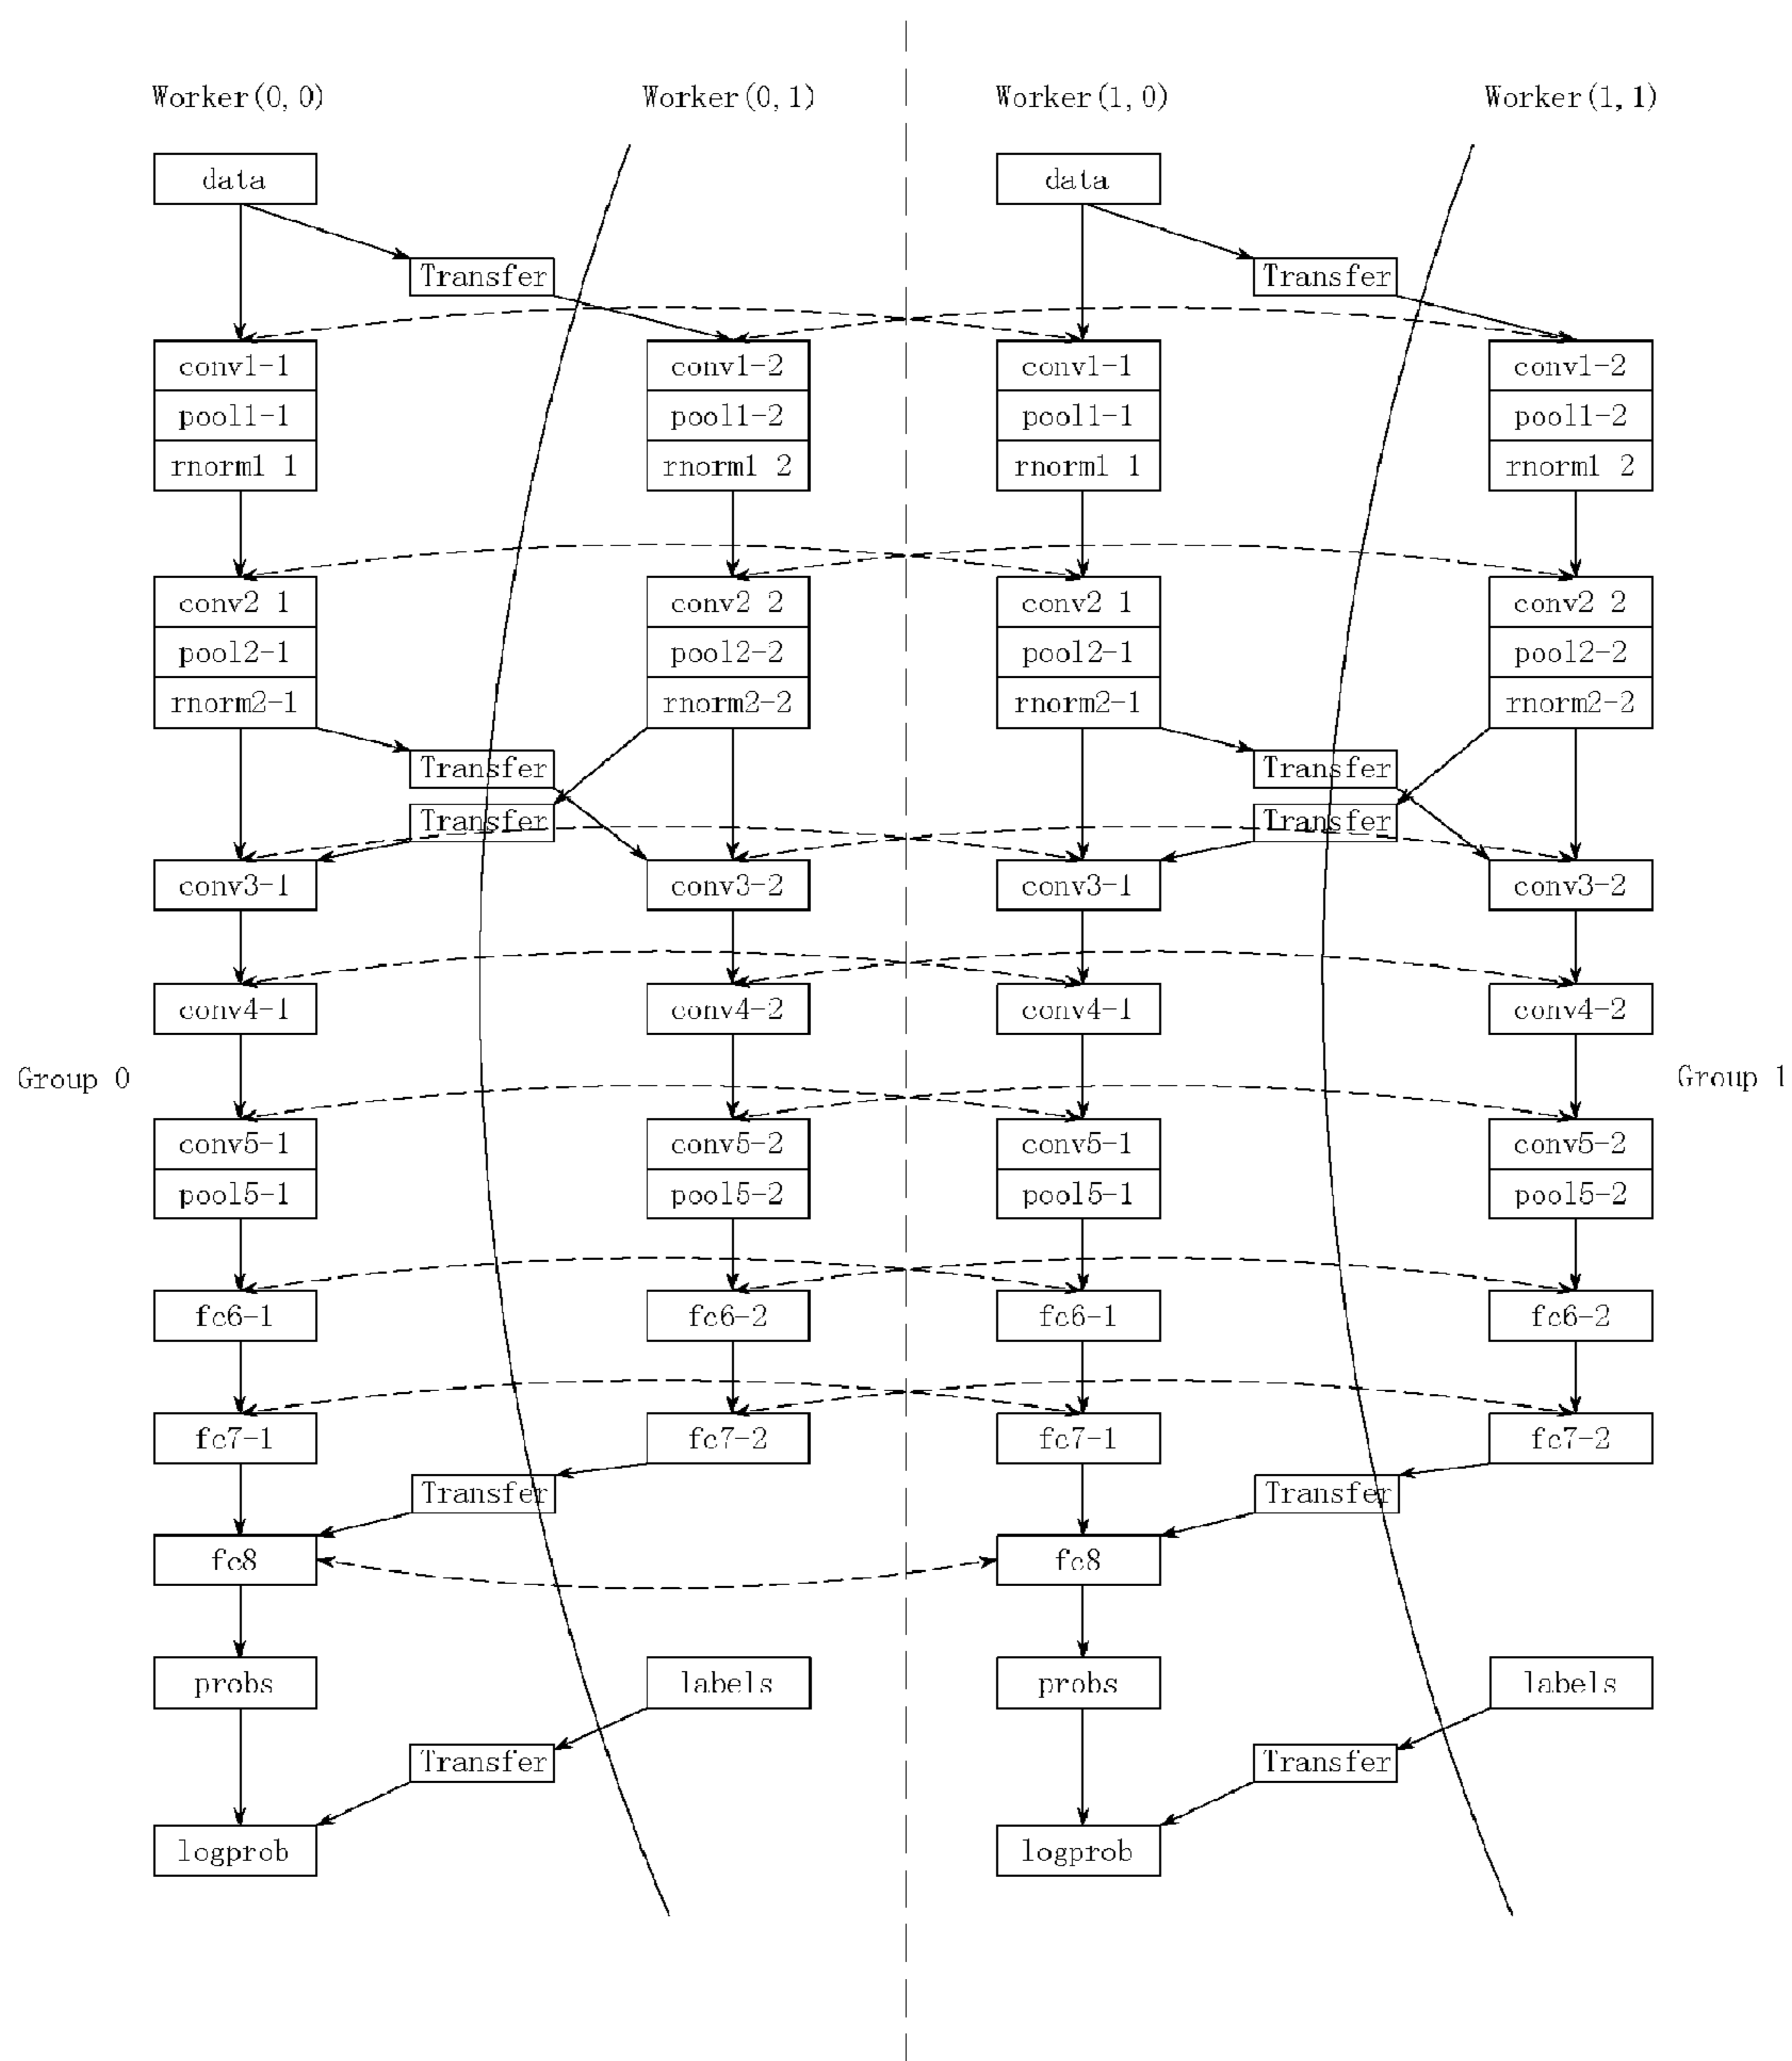 Worker(0,0) Worker(0,1) Worker(1,0) Worker(1,1)
data data
Transfer Transfer
conv1-1 conv1-2 conv1-1 conv1-2
pool1-1 pool1-2 pool1-1 pool1-2
rnorm1 1 rnorm1 2 rnorm1 1 rnorm1 2
conv2 1 conv2 2 conv2 1 conv2 2
pool2-1 pool2-2 pool2-1 pool2-2
rnorm2-1 rnorm2-2 rnorm2-1 rnorm2-2
Transfer Transfer
Transfer Transfer
conv3-1 conv3-2 conv3-1 conv3-2
conv4-1 conv4-2 conv4-1 conv4-2
Group 0 Group 1
conv5-1 conv5-2 conv5-1 conv5-2
pool5-1 pool5-2 pool5-1 pool5-2
fc6-1 fc6-2 fc6-1 fc6-2
fc7-1 fc7-2 fc7-1 fc7-2
Transfer Transfer
fc8 fc8
probs labels probs labels
Transfer Transfer
logprob logprob